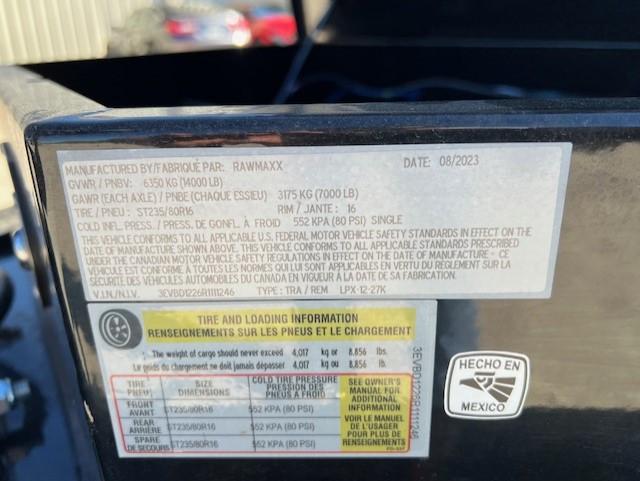 MANUFACTURED BY/FABRIQUÉ PAR: RAWMAXX DATE: 08/2023
GVWR / PNBV: 6350 KG (14000 LB)
GAWR (EACH AXLE) / PNBE (CHAQUE ESSIEU) 3175 KG (7000 LB)
TIRE / PNEU : ST235/80R16 RIM / JANTE : 16
COLD INFL. PRESS. / PRESS. DE GONFL. À FROID 552 KPA (80 PSI) SINGLE
THIS VEHICLE CONFORMS TO ALL APPLICABLE U.S. FEDERAL MOTOR VEHICLE SAFETY STANDARDS IN EFFECT ON THE
DATE OF MANUFACTURE SHOWN ABOVE. THIS VEHICLE CONFORMS TO ALL APPLICABLE STANDARDS PRESCRIBED
UNDER THE CANADIAN MOTOR VEHICLE SAFETY REGULATIONS IN EFFECT ON THE DATE OF MANUFACTURE - CE
VÉHICULE EST CONFORME À TOUTES LES NORMES QUI LUI SONT APPLICABLES EN VERTU DU RÈGLEMENT SUR LA
SÉCURITÉ DES VÉHICULES AUTOMOBILES DU CANADA EN VIGUEUR À LA DATE DE SA FABRICATION.
V.I.N./N.I.V. 3EVBD1226R1111246 TYPE : TRA / REM LPX-12-27K
TIRE AND LOADING INFORMATION
RENSEIGNEMENTS SUR LES PNEUS ET LE CHARGEMENT
The weight of cargo should never exceed 4,017 kg or 8,856 lbs.
Le poids du chargement ne doit jamais dépasser 4,017 kg ou 8,856 lb.
TIRE PNEU SIZE DIMENSIONS COLD TIRE PRESSURE PRESSION DES PNEUS À FROID
FRONT AVANT ST235/80R16 552 KPA (80 PSI)
REAR ARRIÈRE ST235/80R16 552 KPA (80 PSI)
SPARE DE SECOURS ST235/80R16 552 KPA (80 PSI)
SEE OWNER'S
MANUAL FOR
ADDITIONAL
INFORMATION
VOIR LE MANUEL
DE L'USAGER
POUR PLUS DE
RENSEIGNEMENTS
3EVBD1226R1111246
HECHO EN
MEXICO